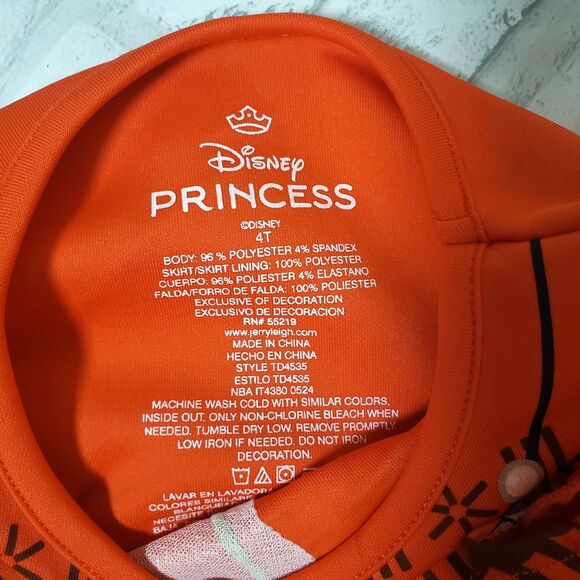 Disney
PRINCESS
©DISNEY
4T
BODY: 96 % POLYESTER 4% SPANDEX
SKIRT/SKIRT LINING: 100% POLYESTER
CUERPO: 96% POLIESTER 4 % ELASTANO
FALDA/FORRO DE FALDA: 100% POLIESTER
EXCLUSIVE OF DECORATION
EXCLUSIVO DE DECORACION
RN# 55219
www.jerryleigh.com
MADE IN CHINA
HECHO EN CHINA
STYLE TD4535
ESTILO TD4535
NBA IT4380 0524
MACHINE WASH COLD WITH SIMILAR COLORS,
INSIDE OUT. ONLY NON-CHLORINE BLEACH WHEN
NEEDED. TUMBLE DRY LOW. REMOVE PROMPTLY.
LOW IRON IF NEEDED. DO NOT IRON
DECORATION.
LAVAR EN LAVADORA
COLORES SIMILARE
BLANQUEA
NECESITE
BAJA